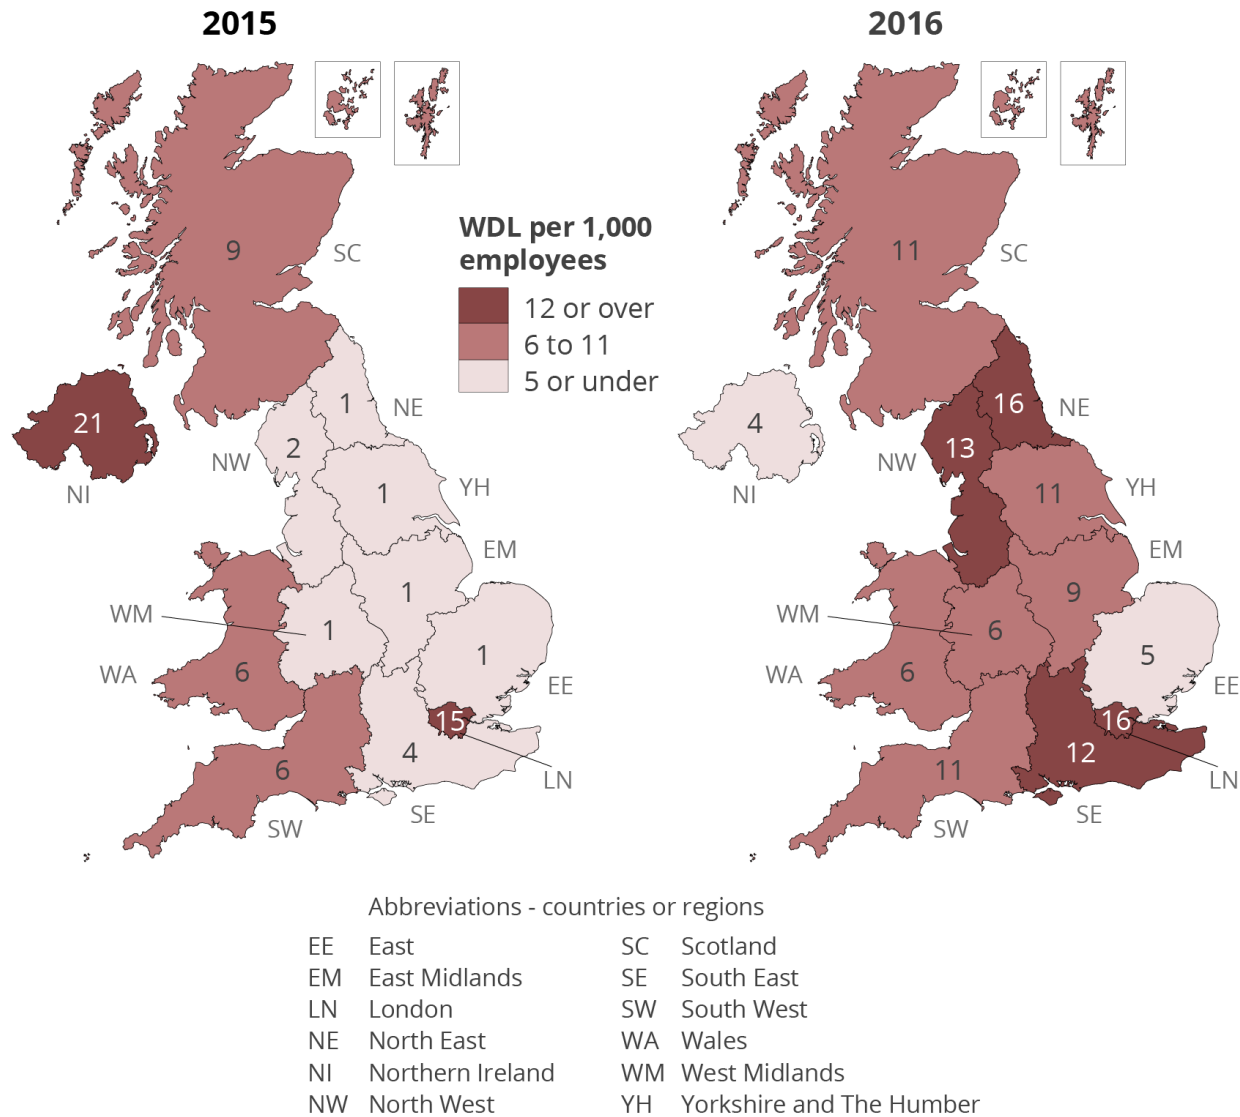 2015
2016
WDL per 1,000
employees
12 or over
6 to 11
5 or under
9
SC
1
NE
21
NI
2
NW
1
YH
EM
1
WM
1
WA
6
1
EE
15
4
LN
6
SE
SW
11
SC
16
NE
4
NI
13
NW
11
YH
EM
9
WM
6
WA
6
5
EE
16
12
LN
11
SE
SW
Abbreviations - countries or regions
EE East SC Scotland
EM East Midlands SE South East
LN London SW South West
NE North East WA Wales
NI Northern Ireland WM West Midlands
NW North West YH Yorkshire and The Humber